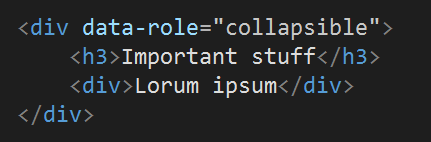 <div data-role="collapsible">
    <h3>Important stuff</h3>
    <div>Lorum ipsum</div>
</div>